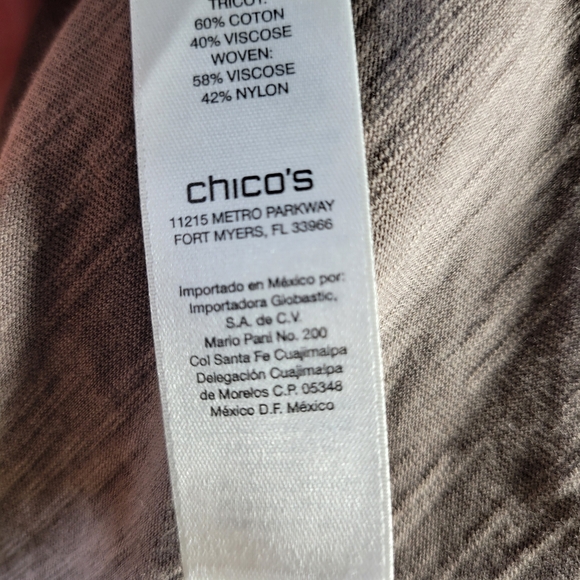 TRICOT:
60% COTON
40% VISCOSE
WOVEN:
58% VISCOSE
42% NYLON
chico's
11215 METRO PARKWAY
FORT MYERS, FL 33966
Importado en México por:
Importadora Globastic,
S.A. de C.V.
Mario Pani No. 200
Col Santa Fe Cuajimalpa
Delegación Cuajimalpa
de Morelos C.P. 05348
México D.F. México